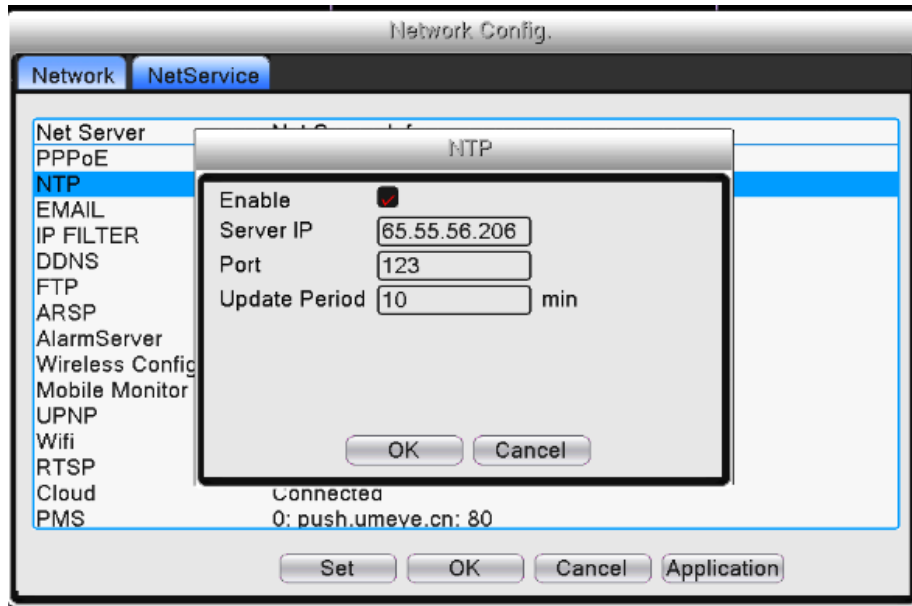 Network Config.
Network NetService
Net Server
PPPoE
NTP
EMAIL
IP FILTER
DDNS
FTP
ARSP
AlarmServer
Wireless Config
Mobile Monitor
UPNP
Wifi
RTSP
Cloud Connected
PMS 0: push.umeye.cn: 80
NTP
Enable
Server IP 65.55.56.206
Port 123
Update Period 10 min
OK Cancel
Set OK Cancel Application